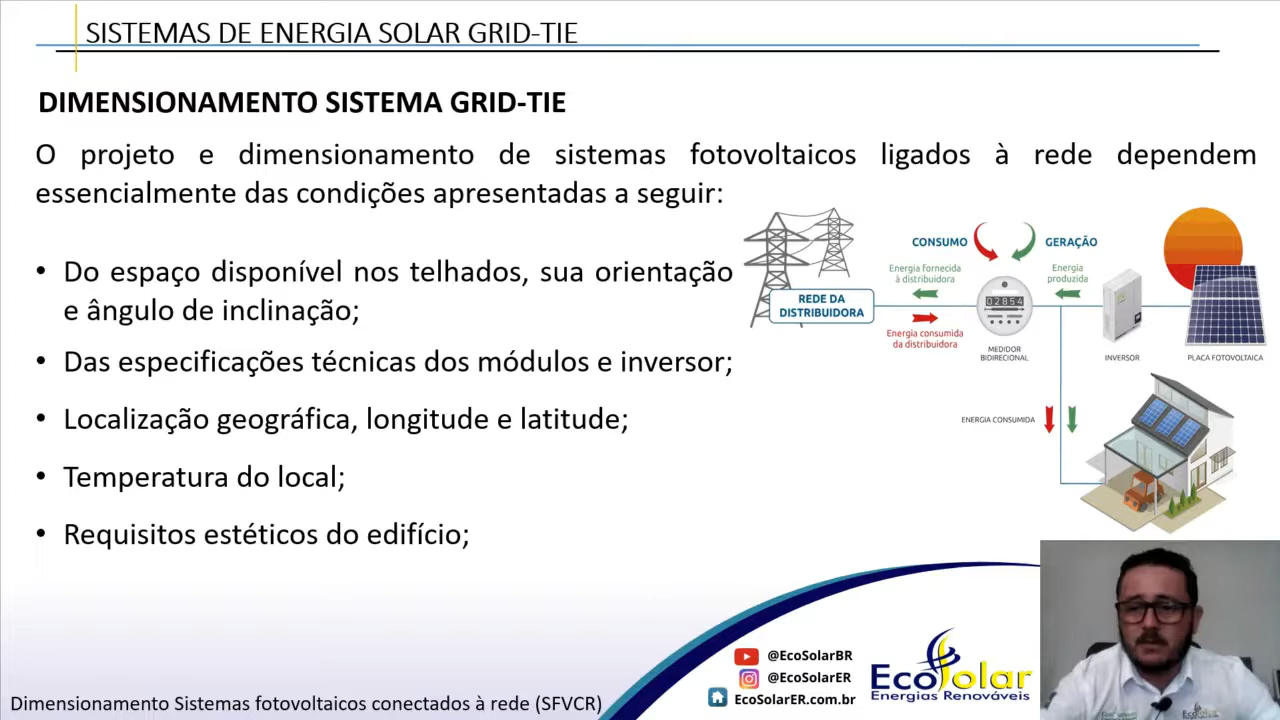 SISTEMAS DE ENERGIA SOLAR GRID-TIE
DIMENSIONAMENTO SISTEMA GRID-TIE
O projeto e dimensionamento de sistemas fotovoltaicos ligados à rede dependem
essencialmente das condições apresentadas a seguir:
• Do espaço disponível nos telhados, sua orientação
e ângulo de inclinação;
• Das especificações técnicas dos módulos e inversor;
• Localização geográfica, longitude e latitude;
• Temperatura do local;
• Requisitos estéticos do edifício;
CONSUMO
GERAÇÃO
Energia fornecida
à distribuidora
Energia
produzida
REDE DA
DISTRIBUIDORA
02854
Energia consumida
da distribuidora
MEDIDOR
BIDIRECIONAL
INVERSOR
PLACA FOTOVOLTAICA
ENERGIA CONSUMIDA
@EcoSolarBR
@EcoSolarER
EcoSolarER.com.br
EcoSolar
Energias Renováveis
Dimensionamento Sistemas Fotovoltaicos conectados à rede (SFVCR)